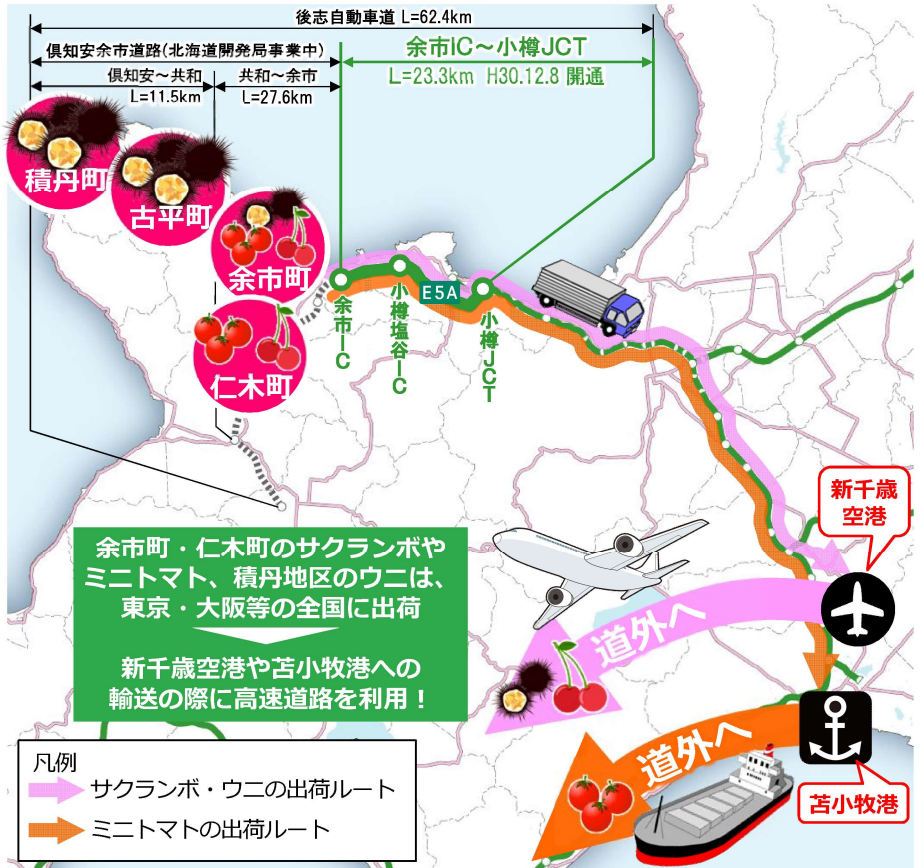 後志自動車道 L=62.4km
倶知安余市道路(北海道開発局事業中)
余市IC～小樽JCT
L=23.3km H30.12.8 開通
倶知安～共和
L=11.5km
共和～余市
L=27.6km
積丹町
古平町
余市町
仁木町
余市IC
小樽塩谷IC
E5A
小樽JCT
新千歳
空港
余市町・仁木町のサクランボや
ミニトマト、積丹地区のウニは、
東京・大阪等の全国に出荷
新千歳空港や苫小牧港への
輸送の際に高速道路を利用！
道外へ
道外へ
苫小牧港
凡例
サクランボ・ウニの出荷ルート
ミニトマトの出荷ルート